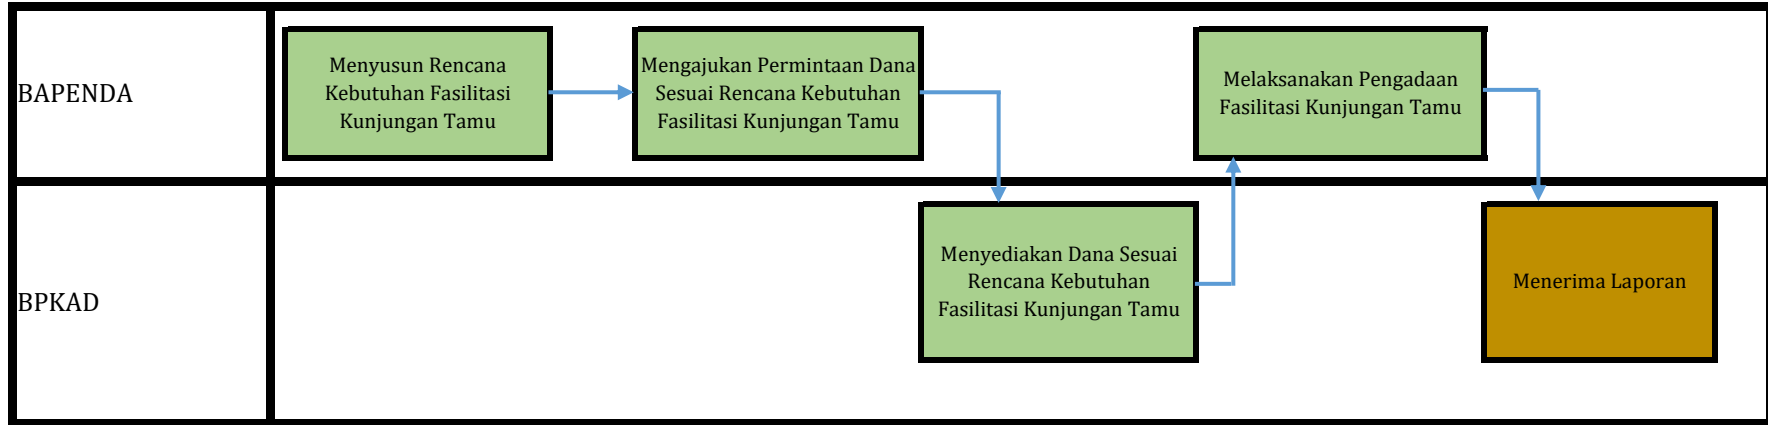 BAPENDA
Menyusun Rencana
Kebutuhan Fasilitasi
Kunjungan Tamu
Mengajukan Permintaan Dana
Sesuai Rencana Kebutuhan
Fasilitasi Kunjungan Tamu
Melaksanakan Pengadaan
Fasilitasi Kunjungan Tamu
BPKAD
Menyediakan Dana Sesuai
Rencana Kebutuhan
Fasilitasi Kunjungan Tamu
Menerima Laporan